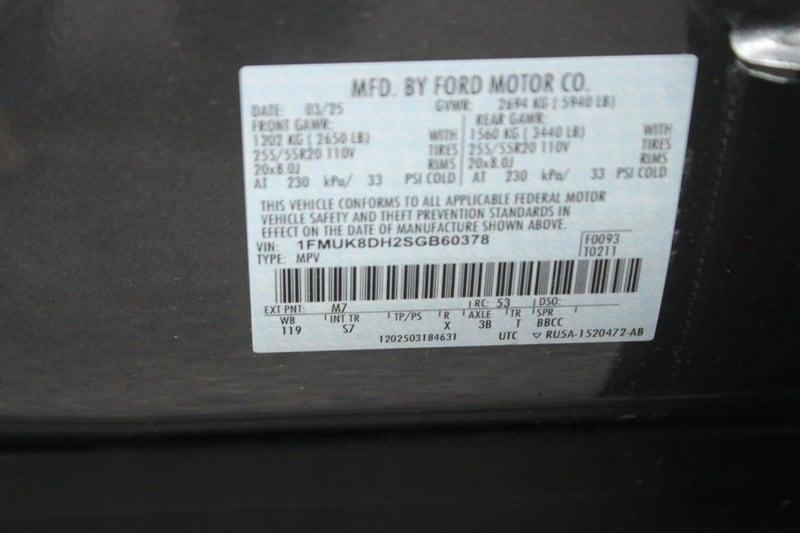 MFD. BY FORD MOTOR CO.
DATE: 03/25 GVWR: 2694 KG ( 5940 LB)
FRONT GAWR: REAR GAWR:
1202 KG ( 2650 LB) WITH 1560 KG ( 3440 LB) WITH
255/55R20 110V TIRES 255/55R20 110V TIRES
20x8.0J RIMS 20x8.0J RIMS
AT 230 kPa/ 33 PSI COLD AT 230 kPa/ 33 PSI COLD
THIS VEHICLE CONFORMS TO ALL APPLICABLE FEDERAL MOTOR
VEHICLE SAFETY AND THEFT PREVENTION STANDARDS IN
EFFECT ON THE DATE OF MANUFACTURE SHOWN ABOVE.
VIN: 1FMUK8DH2SGB60378 F0093
TYPE: MPV T0211
EXT PNT: M7 RC: 53 DSO:
WB INT TR TP/PS R AXLE TR SPR
119 S7 X 3B T BBCC
1202503184631 UTC ▽ RU5A-1520472-AB